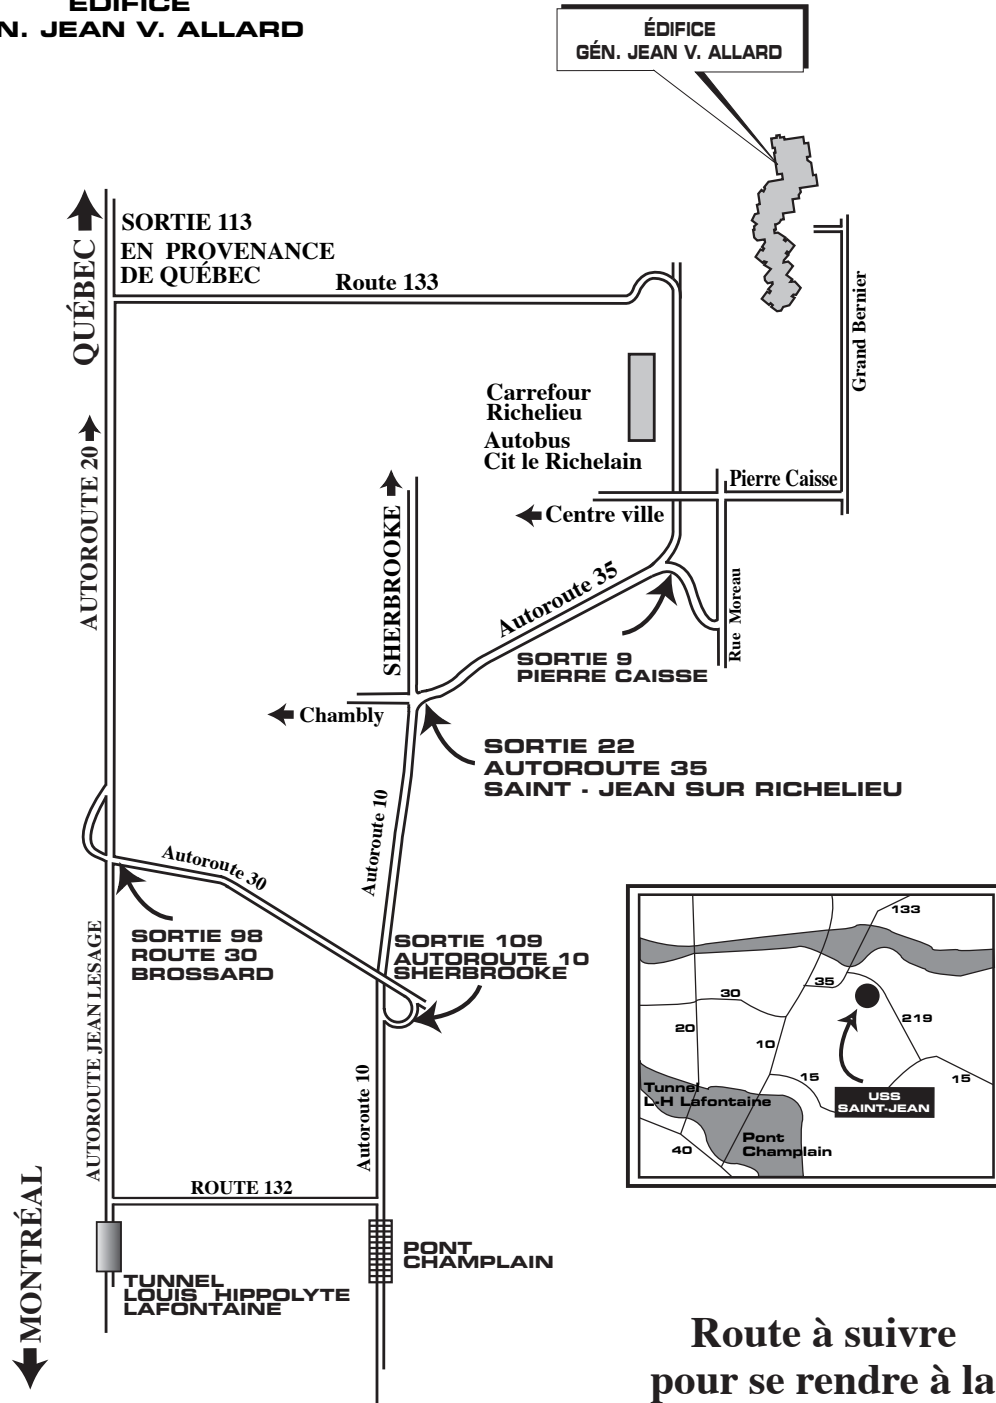 ÉDIFICE
N. JEAN V. ALLARD
ÉDIFICE
GÉN. JEAN V. ALLARD
QUÉBEC
SORTIE 113
EN PROVENANCE
DE QUÉBEC
Route 133
Grand Bernier
Carrefour
Richelieu
Autobus
Cit le Richelain
Pierre Caisse
Centre ville
AUTOROUTE 20
SHERBROOKE
Autoroute 35
Rue Moreau
SORTIE 9
PIERRE CAISSE
Chambly
SORTIE 22
AUTOROUTE 35
SAINT - JEAN SUR RICHELIEU
Autoroute 10
Autoroute 30
SORTIE 98
ROUTE 30
BROSSARD
SORTIE 109
AUTOROUTE 10
SHERBROOKE
AUTOROUTE JEAN LESAGE
Autoroute 10
133
35
30
219
20
10
15
15
USS
SAINT-JEAN
Tunnel
L-H Lafontaine
Pont
Champlain
40
ROUTE 132
MONTRÉAL
PONT
CHAMPLAIN
TUNNEL
LOUIS HIPPOLYTE
LAFONTAINE
Route à suivre
pour se rendre à la